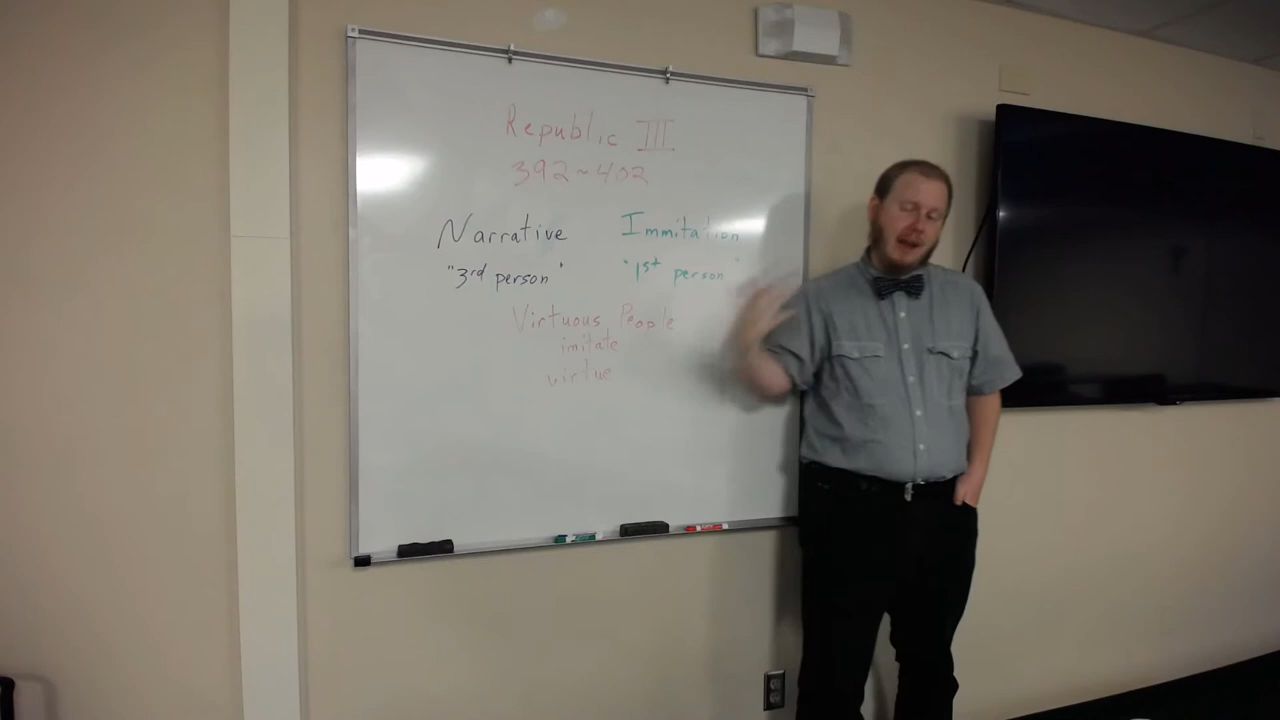 Republic III
392~402
Narrative Immitation
"3rd person" "1st person"
Virtuous People
imitate
virtue